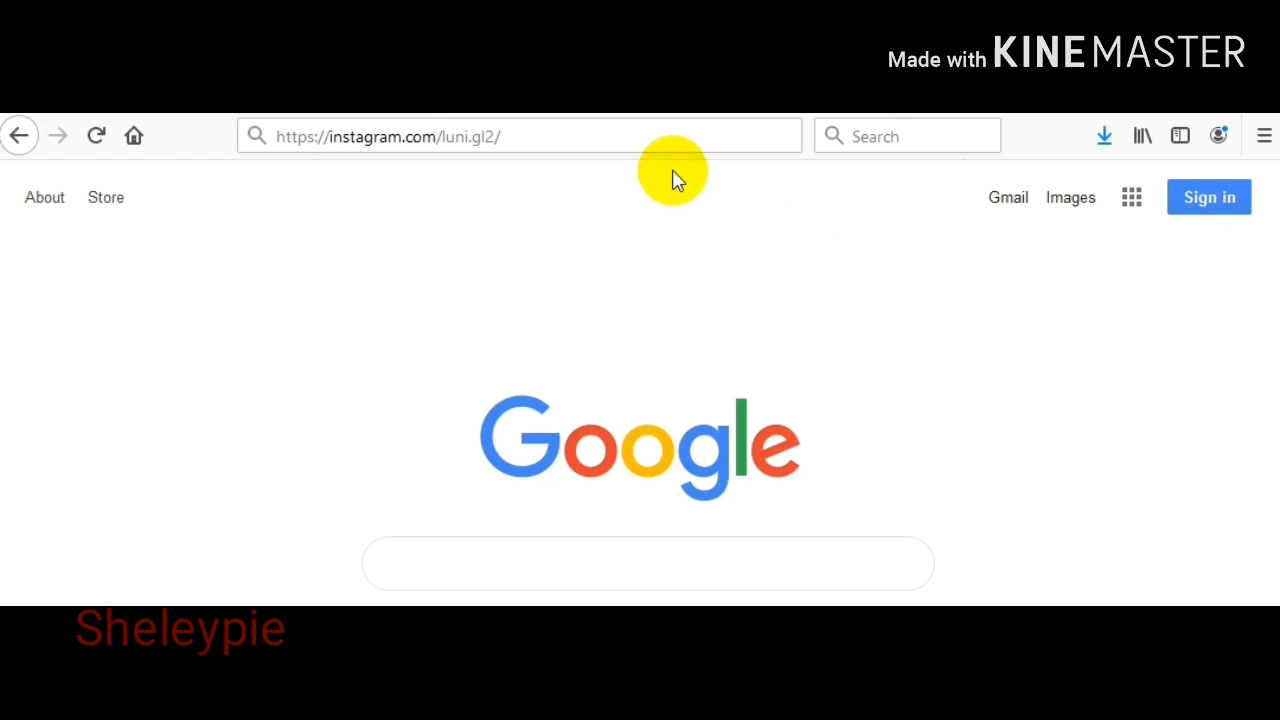 Made with KINEMASTER
https://instagram.com/luni.gl2/
Search
About Store
Gmail Images Sign in
Google
Sheleypie